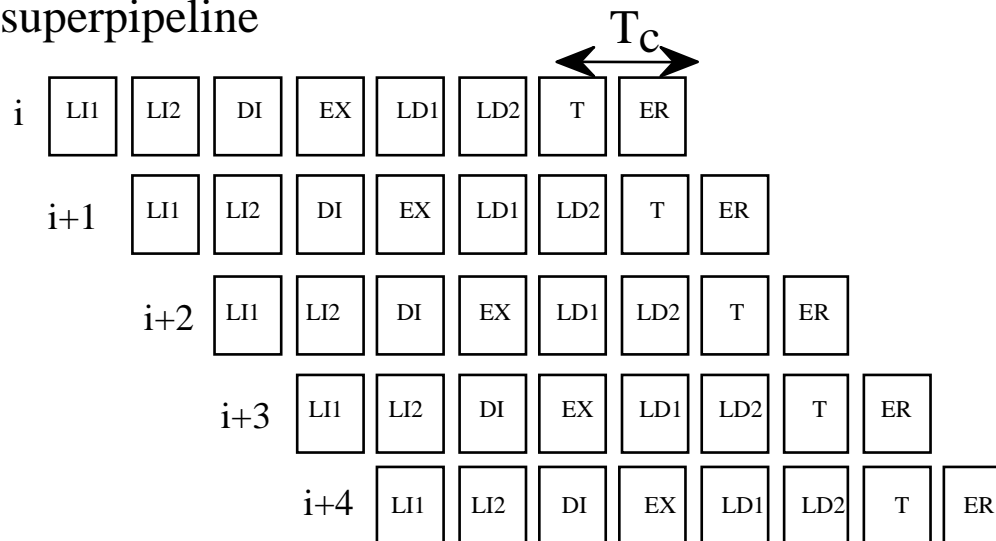 superpipeline
Tc
i LI1 LI2 DI EX LD1 LD2 T ER
i+1 LI1 LI2 DI EX LD1 LD2 T ER
i+2 LI1 LI2 DI EX LD1 LD2 T ER
i+3 LI1 LI2 DI EX LD1 LD2 T ER
i+4 LI1 LI2 DI EX LD1 LD2 T ER